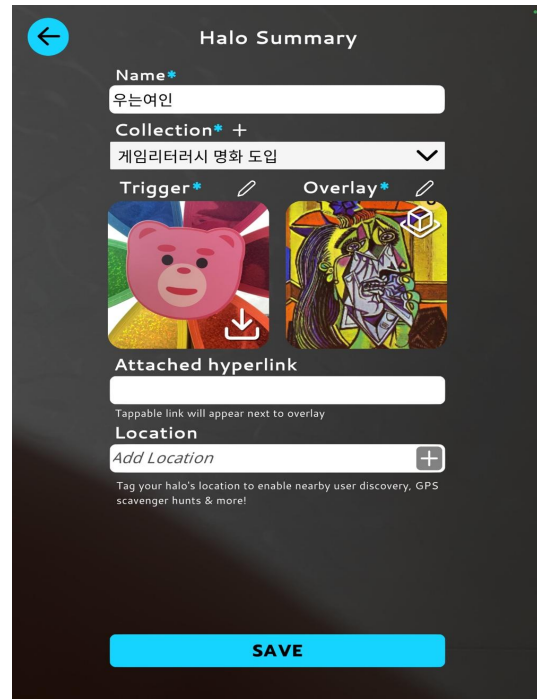 Halo Summary
Name*
우는여인
Collection* +
게임리터러시 명화 도입
Trigger*
Overlay*
Attached hyperlink
Tappable link will appear next to overlay
Location
Add Location
Tag your halo's location to enable nearby user discovery, GPS
scavenger hunts & more!
SAVE